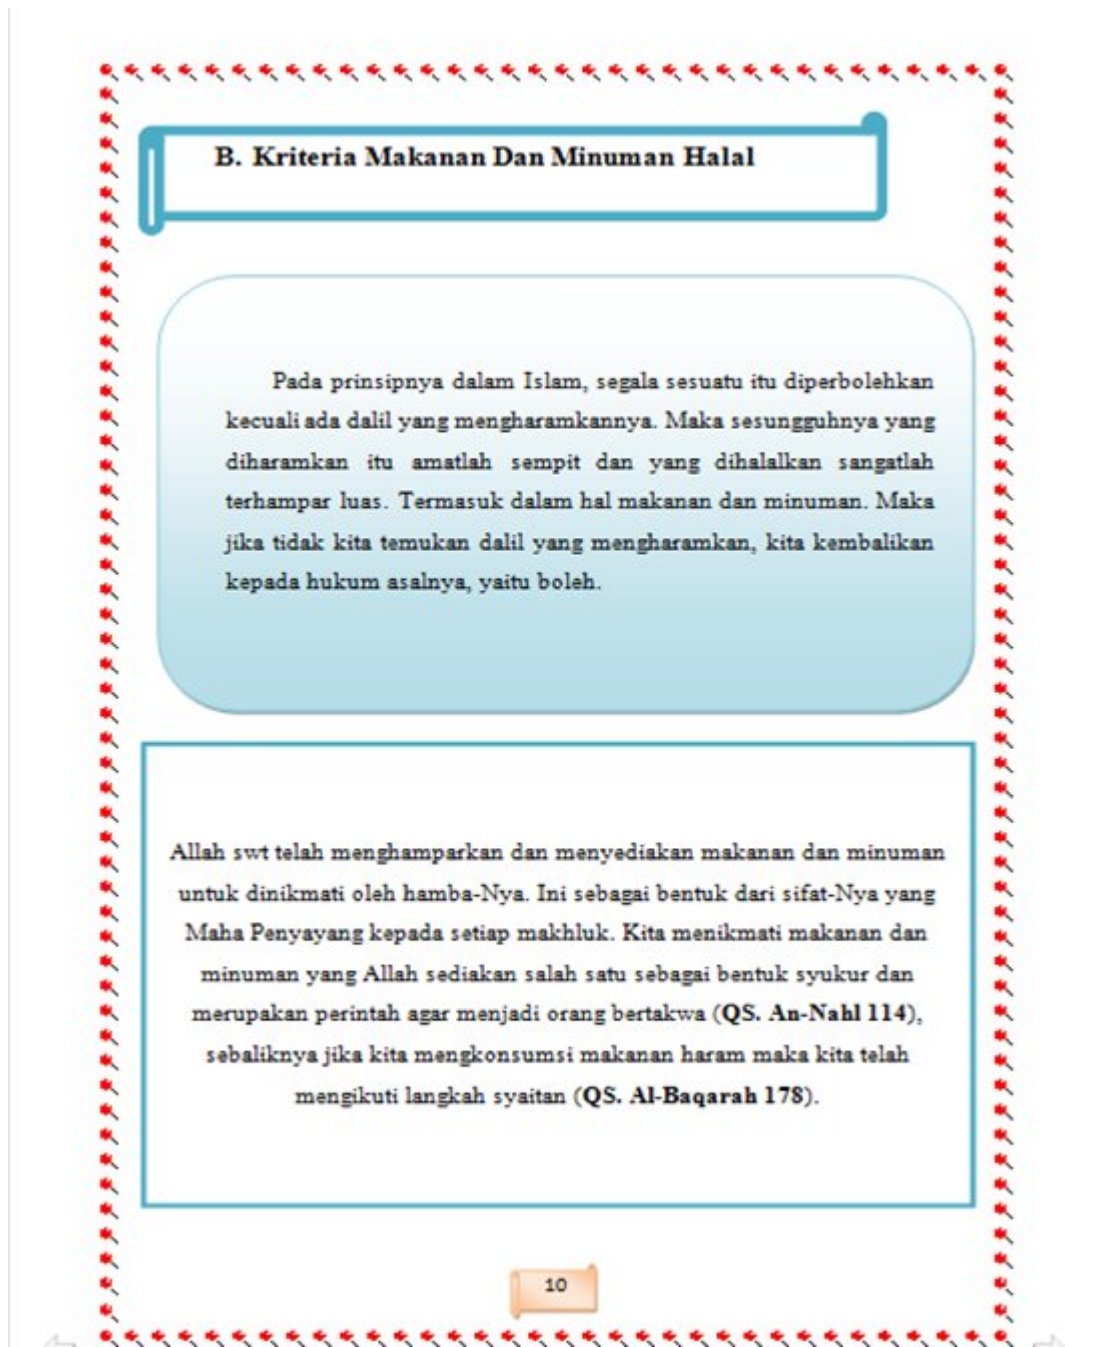 B. Kriteria Makanan Dan Minuman Halal
Pada prinsipnya dalam Islam, segala sesuatu itu diperbolehkan
kecuali ada dalil yang mengharamkannya. Maka sesungguhnya yang
diharamkan itu amatlah sempit dan yang dihalalkan sangatlah
terhampar luas. Termasuk dalam hal makanan dan minuman. Maka
jika tidak kita temukan dalil yang mengharamkan, kita kembalikan
kepada hukum asalnya, yaitu boleh.
Allah swt telah menghamparkan dan menyediakan makanan dan minuman
untuk dinikmati oleh hamba-Nya. Ini sebagai bentuk dari sifat-Nya yang
Maha Penyayang kepada setiap makhluk. Kita menikmati makanan dan
minuman yang Allah sediakan salah satu sebagai bentuk syukur dan
merupakan perintah agar menjadi orang bertakwa (QS. An-Nahl 114),
sebaliknya jika kita mengkonsumsi makanan haram maka kita telah
mengikuti langkah syaitan (QS. Al-Baqarah 178).
10